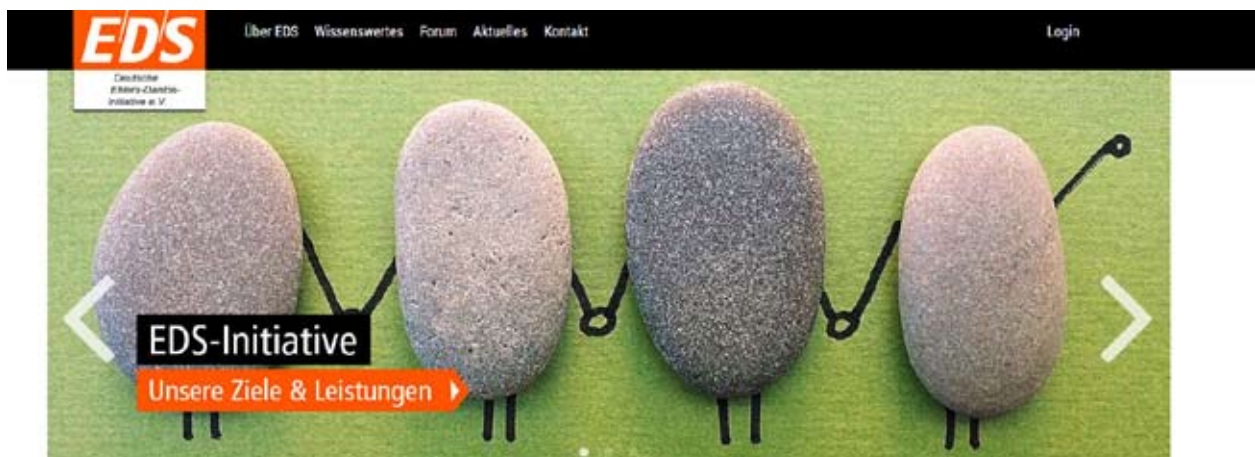 EDS
Über EDS Wissenswertes Forum Aktuelles Kontakt
Login
Deutsche
Ehlers-Danlos-
Initiative e.V.
EDS-Initiative
Unsere Ziele & Leistungen